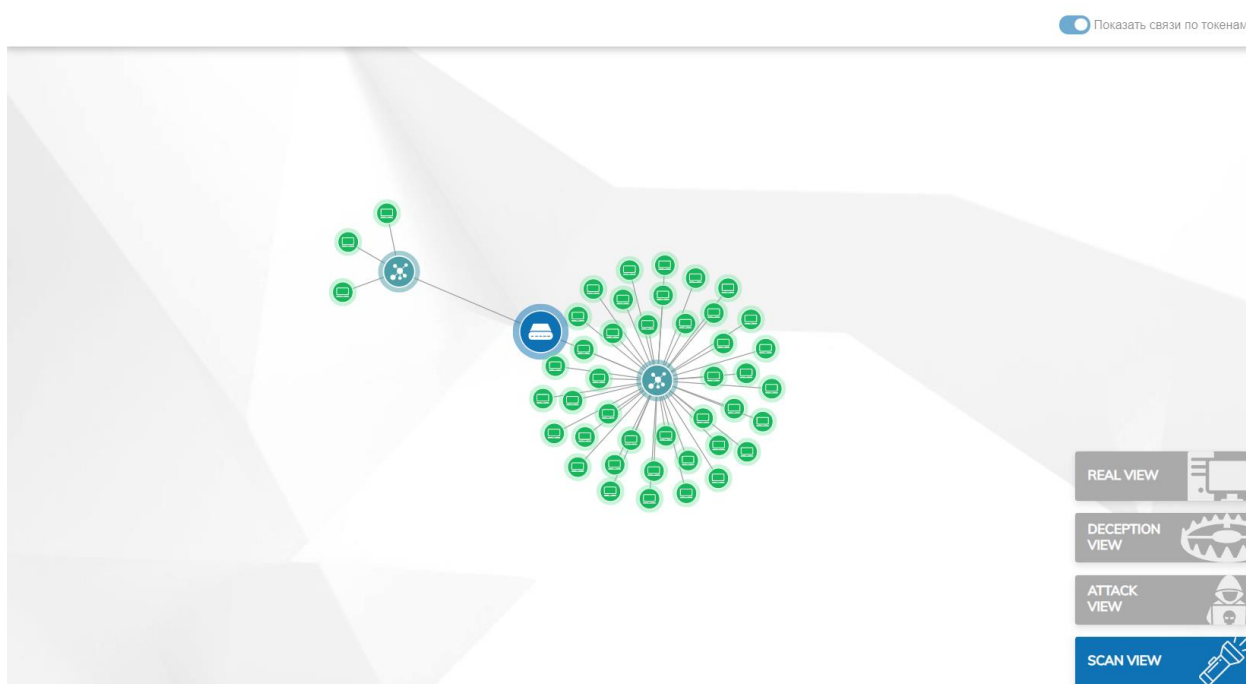 Показать связи по токенам
REAL VIEW
DECEPTION
VIEW
ATTACK
VIEW
SCAN VIEW